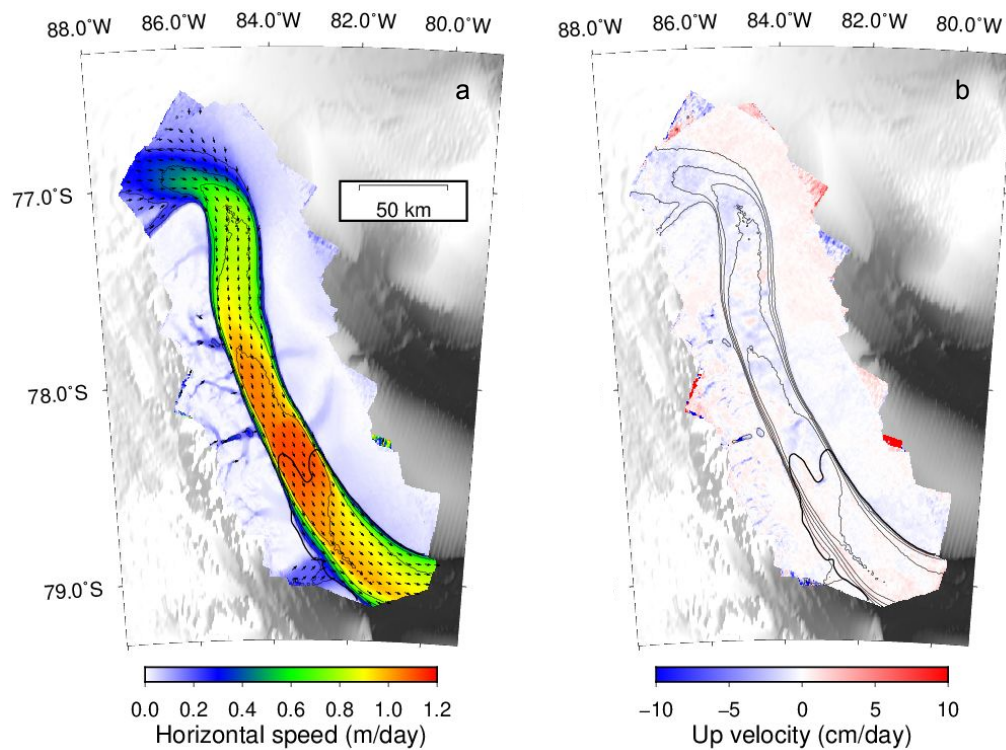 88.0˚W 86.0˚W 84.0˚W 82.0˚W 80.0˚W
a
77.0˚S
50 km
78.0˚S
79.0˚S
0.0 0.2 0.4 0.6 0.8 1.0 1.2
Horizontal speed (m/day)
88.0˚W 86.0˚W 84.0˚W 82.0˚W 80.0˚W
b
−10 −5 0 5 10
Up velocity (cm/day)